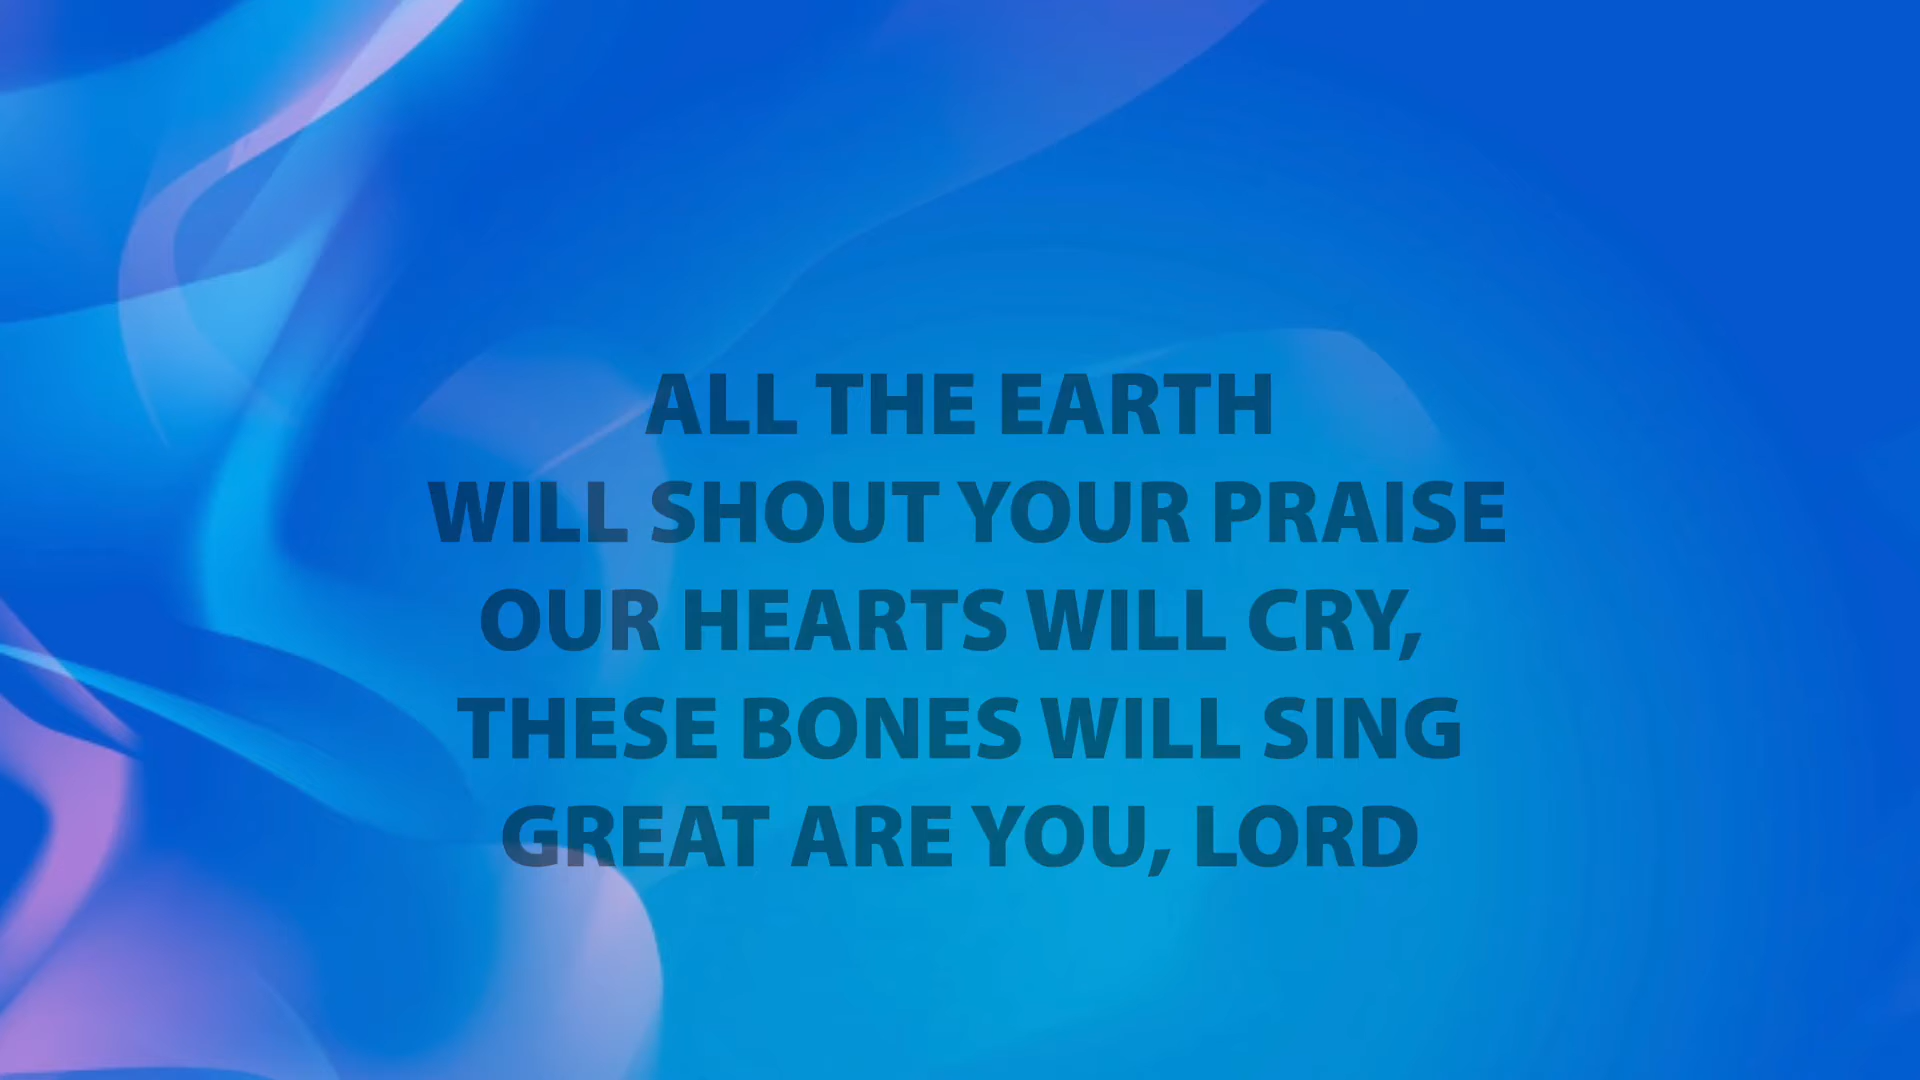 ALL THE EARTH
WILL SHOUT YOUR PRAISE
OUR HEARTS WILL CRY,
THESE BONES WILL SING
GREAT ARE YOU, LORD